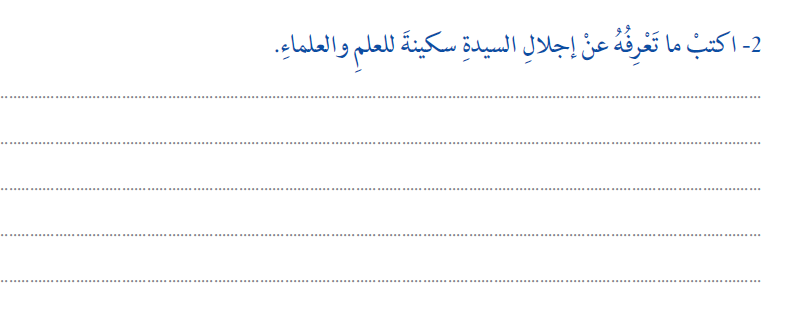 2- اكتبْ ما تَعْرِفُهُ عنْ إجلالِ السيدةِ سكينةَ للعلمِ والعلماءِ.